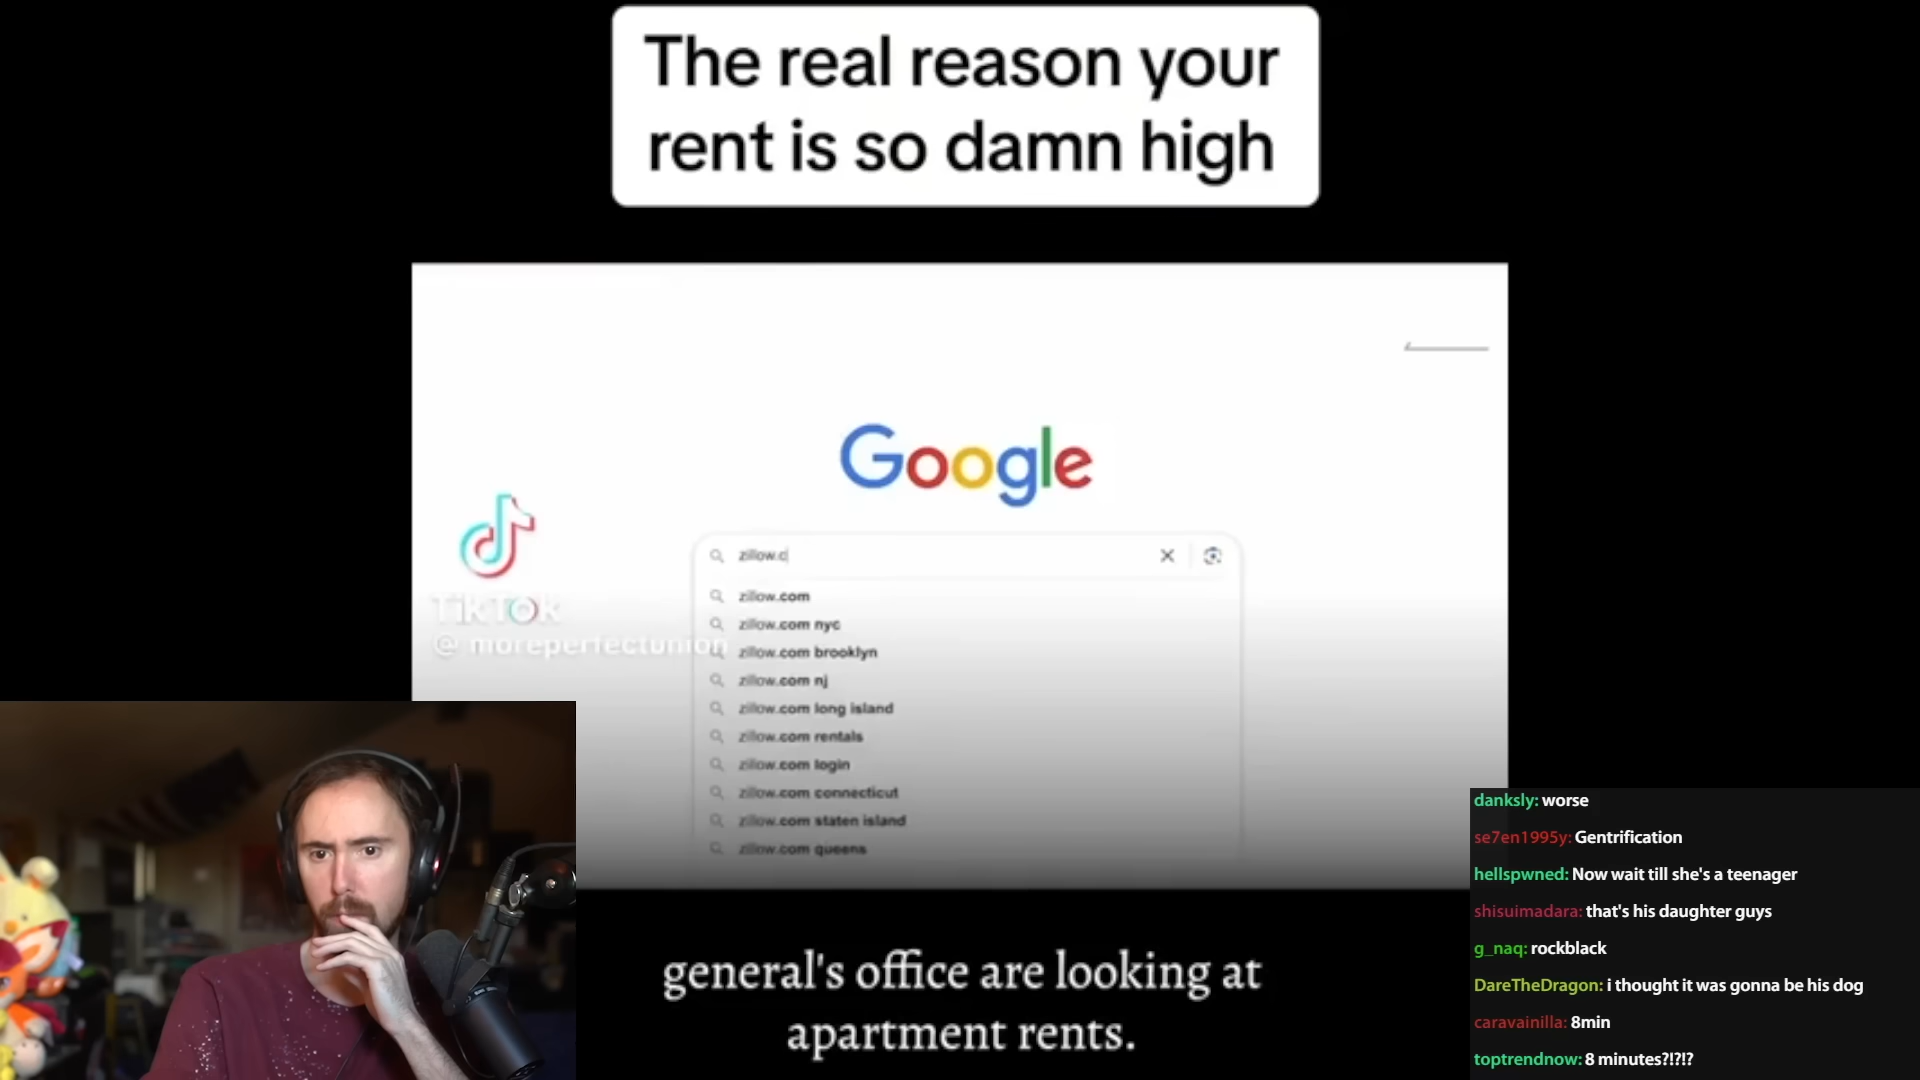 The real reason your
rent is so damn high
Google
zillow.c
zillow.com
zillow.com nyc
zillow.com brooklyn
zillow.com nj
zillow.com long island
zillow.com rentals
zillow.com login
zillow.com connecticut
zillow.com staten island
zillow.com queens
TikTok
@ moreperfectunion
general's office are looking at
apartment rents.
danksly: worse
se7en1995y: Gentrification
hellspwned: Now wait till she's a teenager
shisuimadara: that's his daughter guys
g_naq: rockblack
DareTheDragon: i thought it was gonna be his dog
caravainilla: 8min
toptrendnow: 8 minutes?!?!?